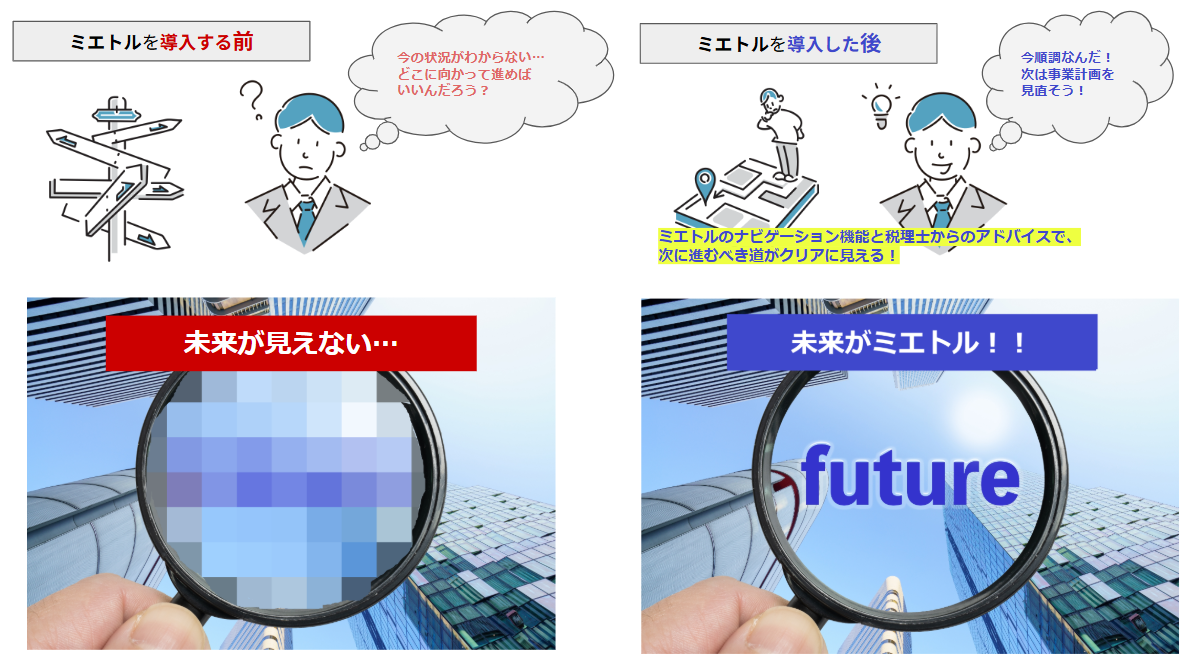 ミエトルを導入する前
今の状況がわからない…
どこに向かって進めば
いいんだろう？
未来が見えない…
ミエトルを導入した後
今順調なんだ！
次は事業計画を
見直そう！
ミエトルのナビゲーション機能と税理士からのアドバイスで、
次に進むべき道がクリアに見える！
未来がミエトル！！
future